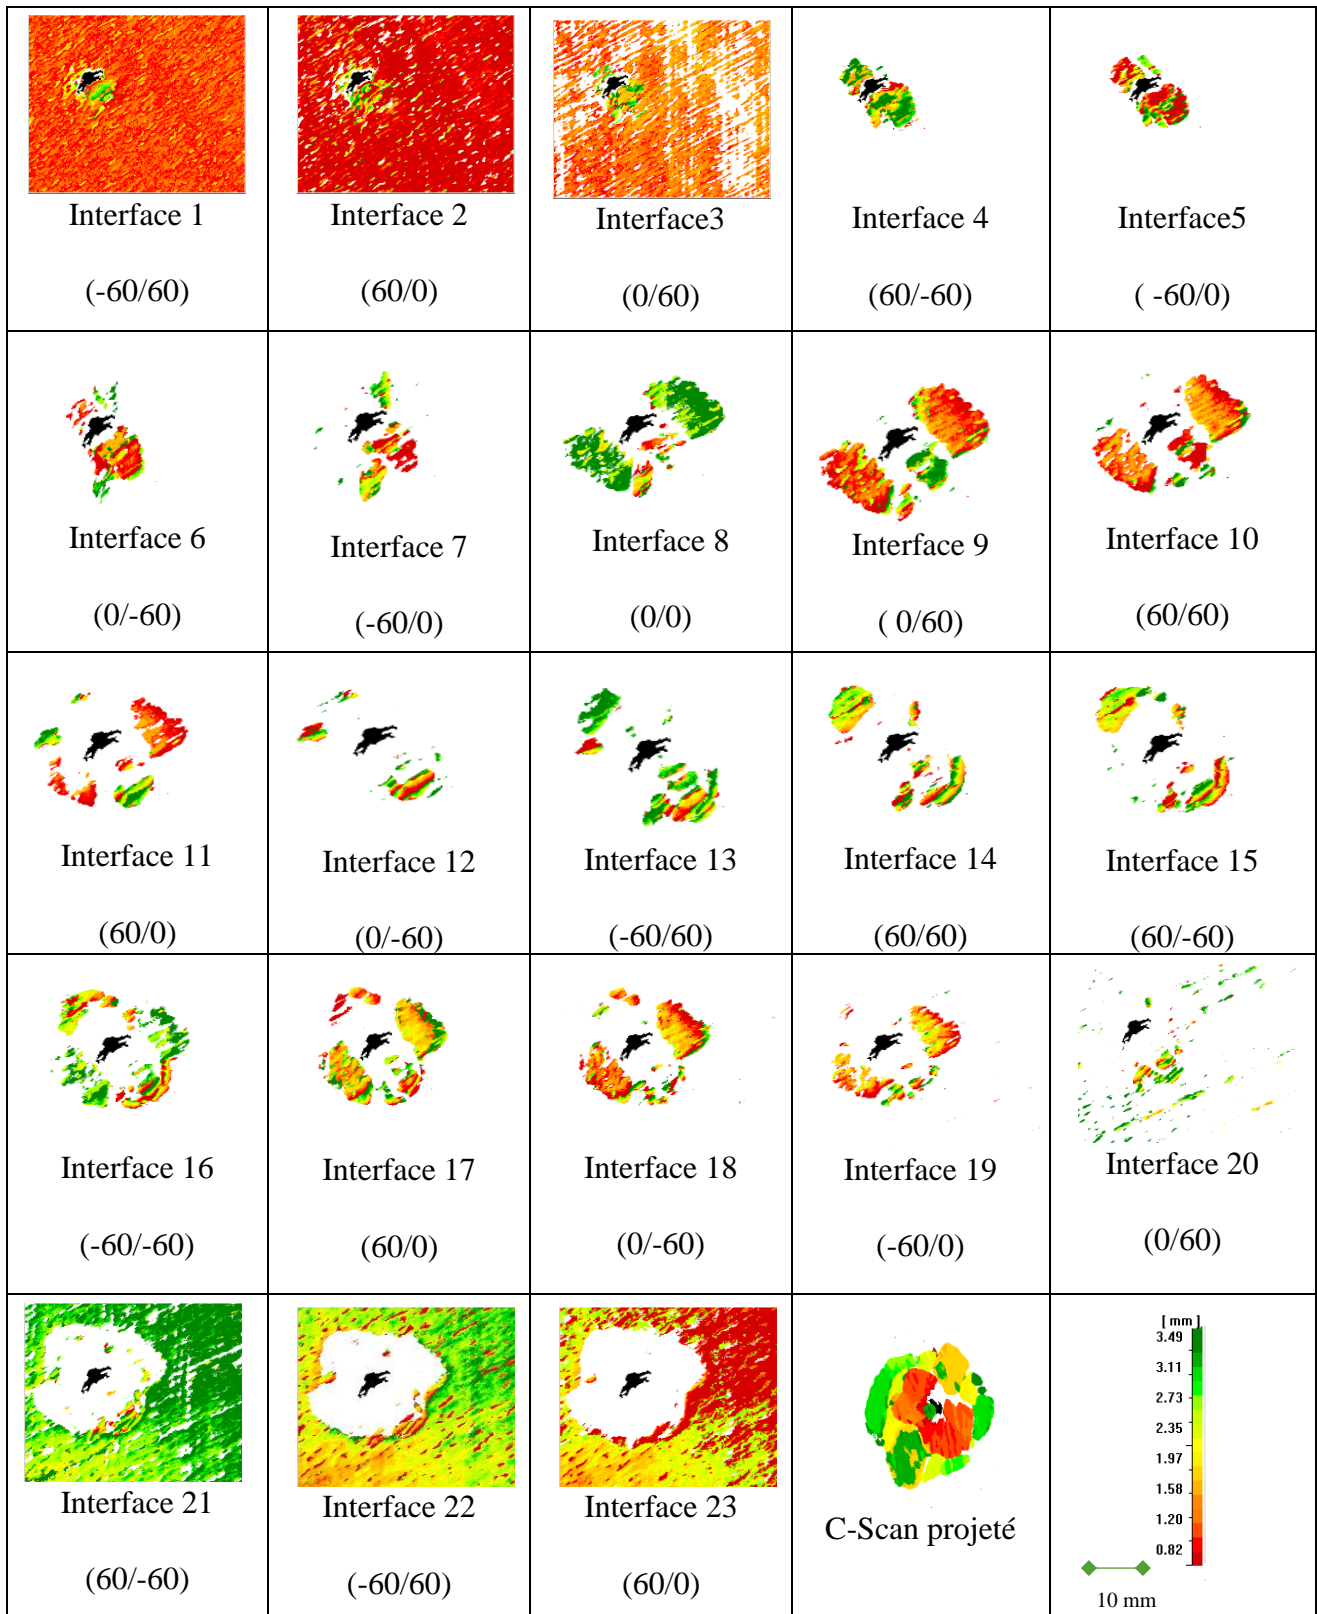 Interface 1
(-60/60)
Interface 2
(60/0)
Interface3
(0/60)
Interface 4
(60/-60)
Interface5
( -60/0)
Interface 6
(0/-60)
Interface 7
(-60/0)
Interface 8
(0/0)
Interface 9
( 0/60)
Interface 10
(60/60)
Interface 11
(60/0)
Interface 12
(0/-60)
Interface 13
(-60/60)
Interface 14
(60/60)
Interface 15
(60/-60)
Interface 16
(-60/-60)
Interface 17
(60/0)
Interface 18
(0/-60)
Interface 19
(-60/0)
Interface 20
(0/60)
Interface 21
(60/-60)
Interface 22
(-60/60)
Interface 23
(60/0)
C-Scan projeté
[ mm ]
3.49
3.11
2.73
2.35
1.97
1.58
1.20
0.82
10 mm